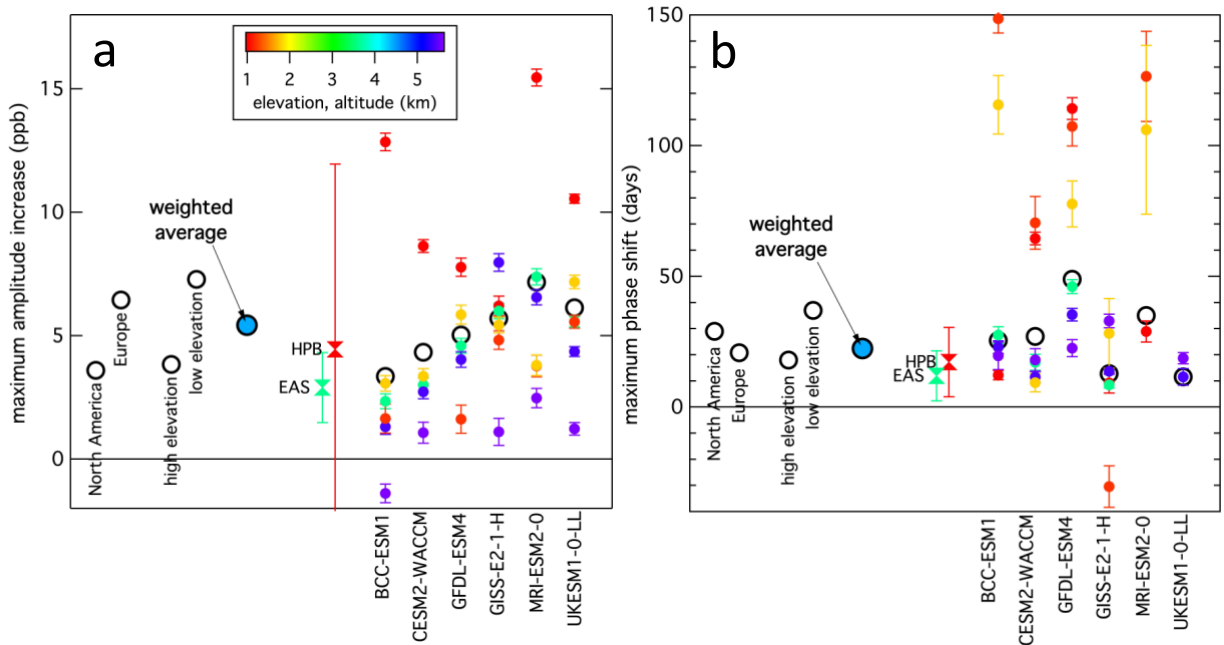 a
maximum amplitude increase (ppb)
15
10
5
0
1 2 3 4 5
elevation, altitude (km)
weighted
average
North America
Europe
high elevation
low elevation
HPB
EAS
BCC-ESM1
CESM2-WACCM
GFDL-ESM4
GISS-E2-1-H
MRI-ESM2-0
UKESM1-0-LL
b
maximum phase shift (days)
150
100
50
0
weighted
average
North America
Europe
high elevation
low elevation
HPB
EAS
BCC-ESM1
CESM2-WACCM
GFDL-ESM4
GISS-E2-1-H
MRI-ESM2-0
UKESM1-0-LL